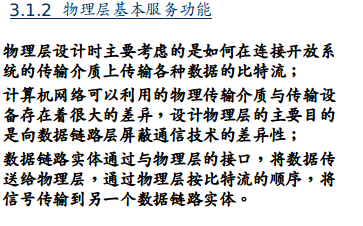 3.1.2 物理层基本服务功能
物理层设计时主要考虑的是如何在连接开放系
统的传输介质上传输各种数据的比特流；
计算机网络可以利用的物理传输介质与传输设
备存在着很大的差异，设计物理层的主要目的
是向数据链路层屏蔽通信技术的差异性；
数据链路实体通过与物理层的接口，将数据传
送给物理层，通过物理层按比特流的顺序，将
信号传输到另一个数据链路实体。